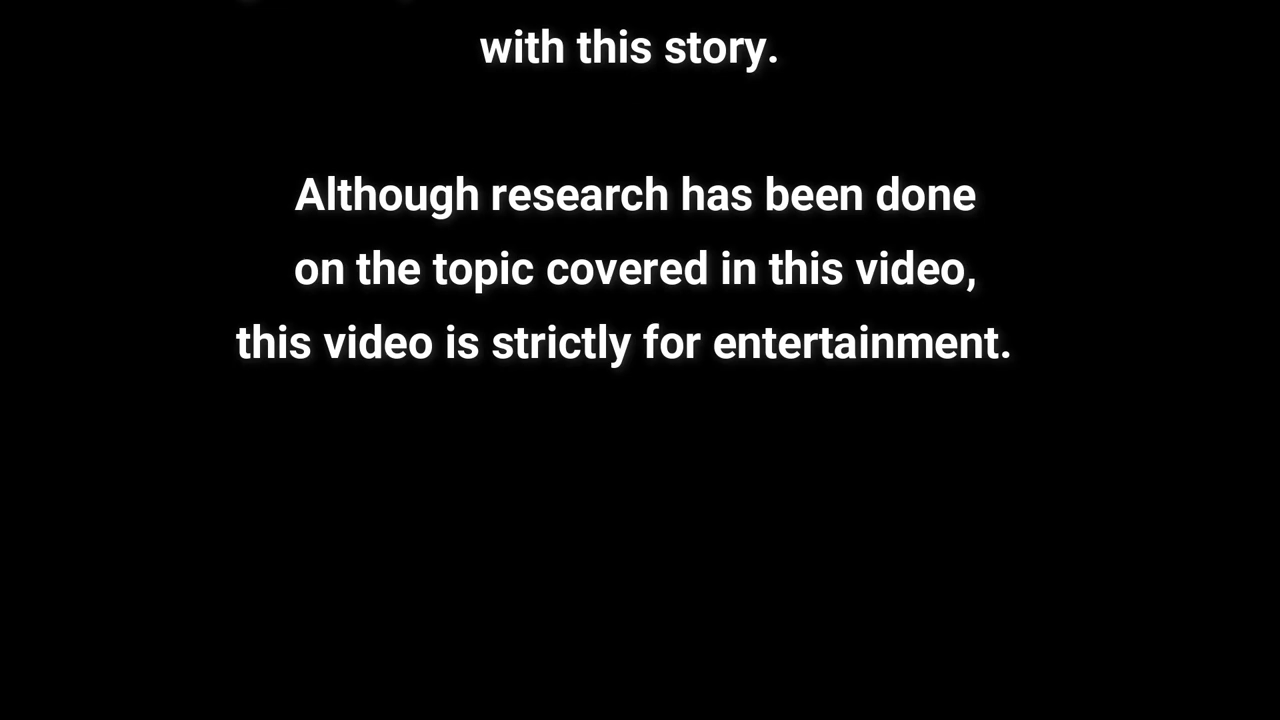 with this story.
Although research has been done
on the topic covered in this video,
this video is strictly for entertainment.